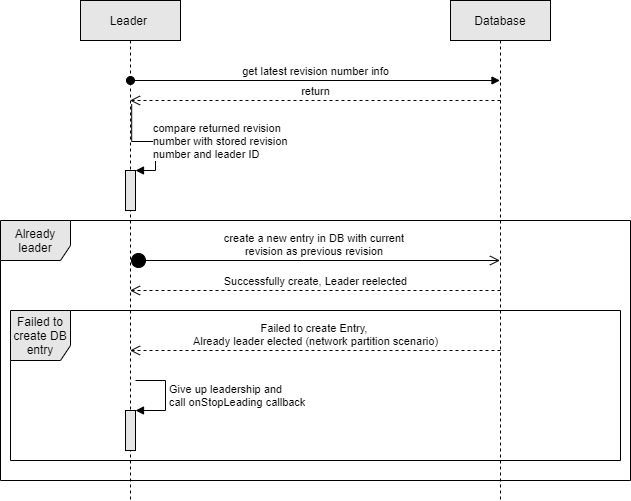 Leader
Database
get latest revision number info
return
compare returned revision
number with stored revision
number and leader ID
Already
leader
create a new entry in DB with current
revision as previous revision
Successfully create, Leader reelected
Failed to
create DB
entry
Failed to create Entry,
Already leader elected (network partition scenario)
Give up leadership and
call onStopLeading callback